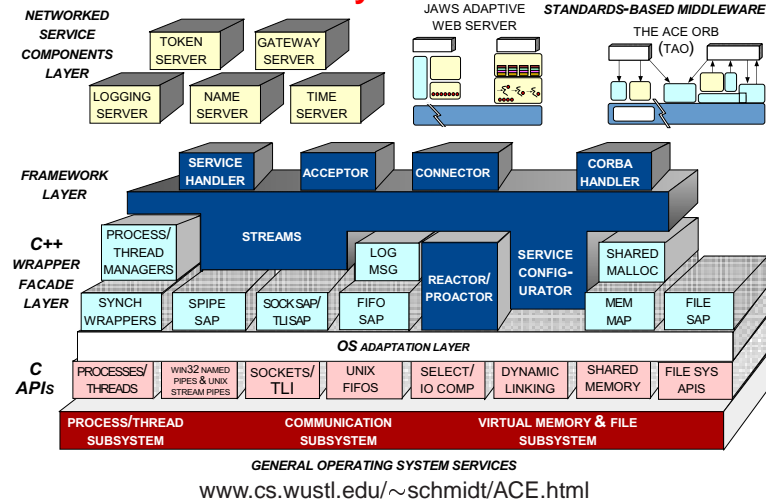 NETWORKED
SERVICE
COMPONENTS
LAYER
TOKEN
SERVER
GATEWAY
SERVER
LOGGING
SERVER
NAME
SERVER
TIME
SERVER
JAWS ADAPTIVE
WEB SERVER
STANDARDS-BASED MIDDLEWARE
THE ACE ORB
(TAO)
FRAMEWORK
LAYER
SERVICE
HANDLER
ACCEPTOR
CONNECTOR
CORBA
HANDLER
C++
WRAPPER
FACADE
LAYER
PROCESS/
THREAD
MANAGERS
STREAMS
LOG
MSG
REACTOR/
PROACTOR
SERVICE
CONFIG-
URATOR
SHARED
MALLOC
SYNCH
WRAPPERS
SPIPE
SAP
SOCK SAP/
TLI SAP
FIFO
SAP
MEM
MAP
FILE
SAP
OS ADAPTATION LAYER
C
APIS
PROCESSES/
THREADS
WIN32 NAMED
PIPES & UNIX
STREAM PIPES
SOCKETS/
TLI
UNIX
FIFOS
SELECT/
IO COMP
DYNAMIC
LINKING
SHARED
MEMORY
FILE SYS
APIS
PROCESS/THREAD
SUBSYSTEM
COMMUNICATION
SUBSYSTEM
VIRTUAL MEMORY & FILE
SUBSYSTEM
GENERAL OPERATING SYSTEM SERVICES
www.cs.wustl.edu/∼schmidt/ACE.html